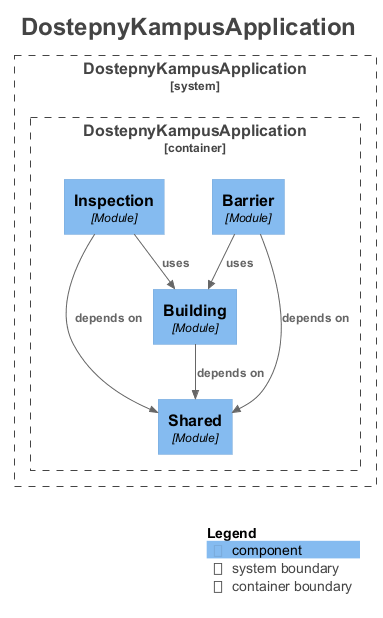 DostepnyKampusApplication
DostepnyKampusApplication
[system]
DostepnyKampusApplication
[container]
Inspection
[Module]
Barrier
[Module]
uses
uses
Building
[Module]
depends on
depends on
depends on
Shared
[Module]
Legend
component
system boundary
container boundary